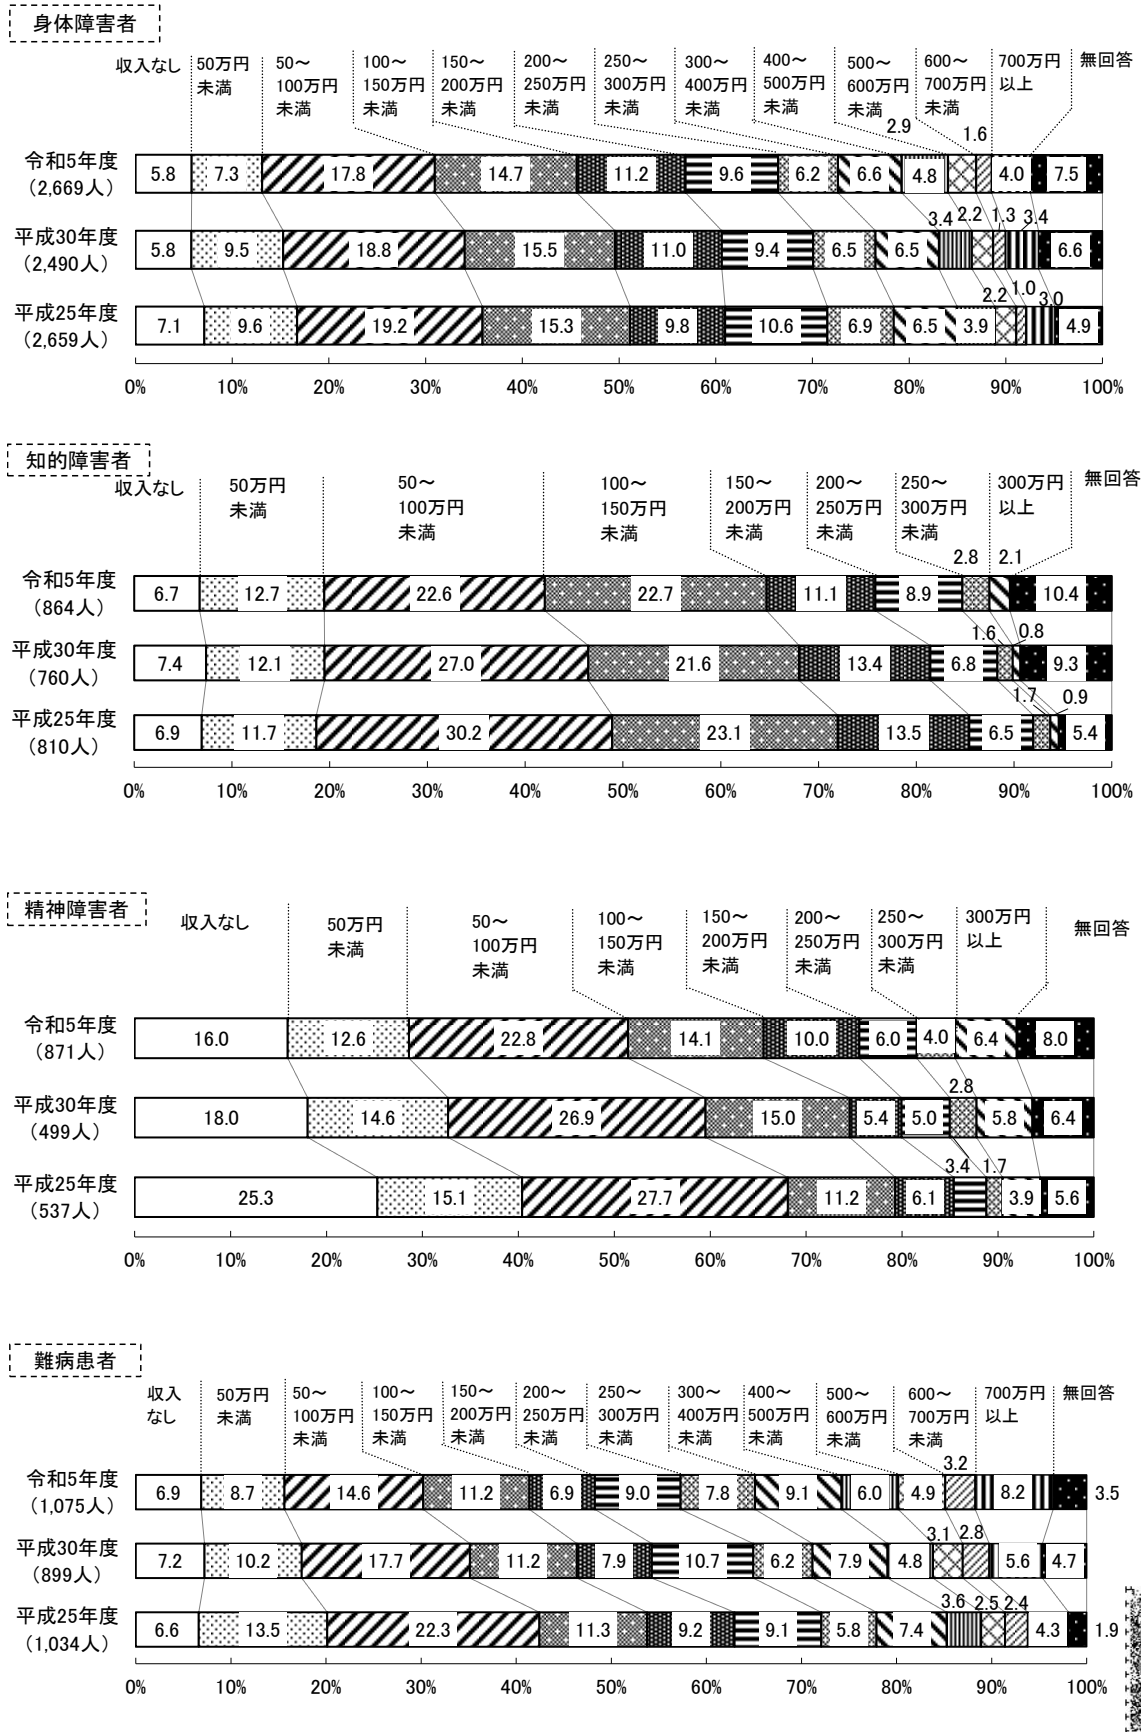 身体障害者
収入なし 50万円未満 50～100万円未満 100～150万円未満 150～200万円未満 200～250万円未満 250～300万円未満 300～400万円未満 400～500万円未満 500～600万円未満 600～700万円未満 700万円以上 無回答
2.9 1.6
令和5年度 5.8 7.3 17.8 14.7 11.2 9.6 6.2 6.6 4.8 4.0 7.5
(2,669人)
3.4 2.2 1.3 3.4
平成30年度 5.8 9.5 18.8 15.5 11.0 9.4 6.5 6.5 6.6
(2,490人)
2.2 1.0 3.0
平成25年度 7.1 9.6 19.2 15.3 9.8 10.6 6.9 6.5 3.9 4.9
(2,659人)
0% 10% 20% 30% 40% 50% 60% 70% 80% 90% 100%
知的障害者
収入なし 50万円未満 50～100万円未満 100～150万円未満 150～200万円未満 200～250万円未満 250～300万円未満 300万円以上 無回答
2.8 2.1
令和5年度 6.7 12.7 22.6 22.7 11.1 8.9 10.4
(864人)
1.6 0.8
平成30年度 7.4 12.1 27.0 21.6 13.4 6.8 9.3
(760人)
1.7 0.9
平成25年度 6.9 11.7 30.2 23.1 13.5 6.5 5.4
(810人)
0% 10% 20% 30% 40% 50% 60% 70% 80% 90% 100%
精神障害者
収入なし 50万円未満 50～100万円未満 100～150万円未満 150～200万円未満 200～250万円未満 250～300万円未満 300万円以上 無回答
令和5年度 16.0 12.6 22.8 14.1 10.0 6.0 4.0 6.4 8.0
(871人)
2.8
平成30年度 18.0 14.6 26.9 15.0 5.4 5.0 5.8 6.4
(499人)
3.4 1.7
平成25年度 25.3 15.1 27.7 11.2 6.1 3.9 5.6
(537人)
0% 10% 20% 30% 40% 50% 60% 70% 80% 90% 100%
難病患者
収入なし 50万円未満 50～100万円未満 100～150万円未満 150～200万円未満 200～250万円未満 250～300万円未満 300～400万円未満 400～500万円未満 500～600万円未満 600～700万円未満 700万円以上 無回答
3.2
令和5年度 6.9 8.7 14.6 11.2 6.9 9.0 7.8 9.1 6.0 4.9 8.2 3.5
(1,075人)
3.1 2.8
平成30年度 7.2 10.2 17.7 11.2 7.9 10.7 6.2 7.9 4.8 5.6 4.7
(899人)
3.6 2.5 2.4
平成25年度 6.6 13.5 22.3 11.3 9.2 9.1 5.8 7.4 4.3 1.9
(1,034人)
0% 10% 20% 30% 40% 50% 60% 70% 80% 90% 100%